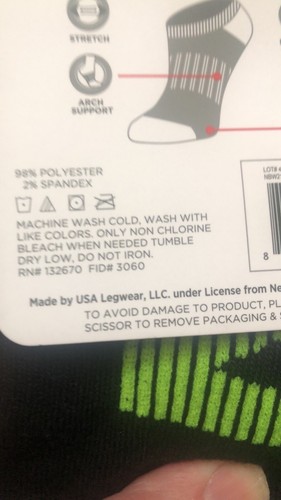 STRETCH
ARCH
SUPPORT
98% POLYESTER
2% SPANDEX
MACHINE WASH COLD, WASH WITH
LIKE COLORS. ONLY NON CHLORINE
BLEACH WHEN NEEDED TUMBLE
DRY LOW, DO NOT IRON.
RN# 132670 FID# 3060
LOT#
8
Made by USA Legwear, LLC. under License from
TO AVOID DAMAGE TO PRODUCT,
SCISSOR TO REMOVE PACKAGING &